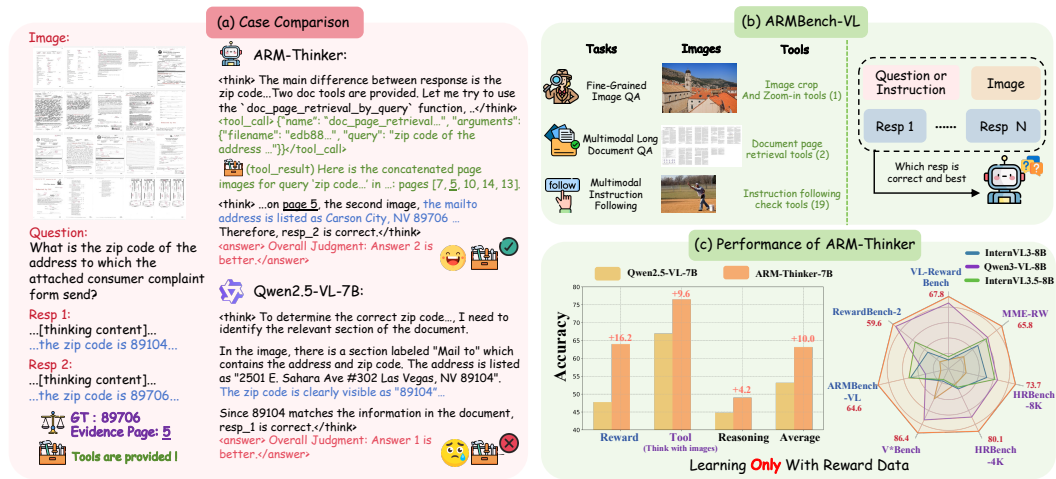 (a) Case Comparison
Image:
Question:
What is the zip code of the
address to which the
attached consumer complaint
form send?
Resp 1:
...[thinking content]...
...the zip code is 89104...
Resp 2:
...[thinking content]...
...the zip code is 89706...
GT : 89706
Evidence Page: 5
Tools are provided !
ARM-Thinker:
<think> The main difference between response is the
zip code...Two doc tools are provided. Let me try to use
the `doc_page_retrieval_by_query` function, ..</think>
<tool_call> {"name": "doc_page_retrieval...", "arguments":
{"filename": "edb88...", "query": "zip code of the
address ..."}}</tool_call>
(tool_result) Here is the concatenated page
images for query 'zip code...' in ...: pages [7, 5, 10, 14, 13].
<think> ...on page 5, the second image, the mailto
address is listed as Carson City, NV 89706 ...
Therefore, resp_2 is correct.</think>
<answer> Overall Judgment: Answer 2 is
better.</answer>
Qwen2.5-VL-7B:
<think> To determine the correct zip code..., I need to
identify the relevant section of the document.
In the image, there is a section labeled "Mail to" which
contains the address and zip code. The address is listed
as "2501 E. Sahara Ave #302 Las Vegas, NV 89104".
The zip code is clearly visible as "89104"...
Since 89104 matches the information in the document,
resp_1 is correct.</think>
<answer> Overall Judgment: Answer 1 is
better.</answer>
(b) ARMBench-VL
Tasks
Images
Tools
Fine-Grained
Image QA
Image crop
And Zoom-in tools (1)
Multimodal Long
Document QA
Document page
retrieval tools (2)
follow
Multimodal
Instruction
Following
Instruction following
check tools (19)
Question or
Instruction
Image
Resp 1
......
Resp N
Which resp is
correct and best
(c) Performance of ARM-Thinker
Qwen2.5-VL-7B
ARM-Thinker-7B
Accuracy
80
75
70
65
60
55
50
45
40
+16.2
+9.6
+4.2
+10.0
Reward
Tool
(Think with images)
Reasoning
Average
InternVL3-8B
Qwen3-VL-8B
InternVL3.5-8B
VL-Reward
Bench
67.8
MME-RW
65.8
73.7
HRBench
-8K
80.1
HRBench
-4K
86.4
V*Bench
ARMBench
-VL
64.6
RewardBench-2
59.6
Learning Only With Reward Data